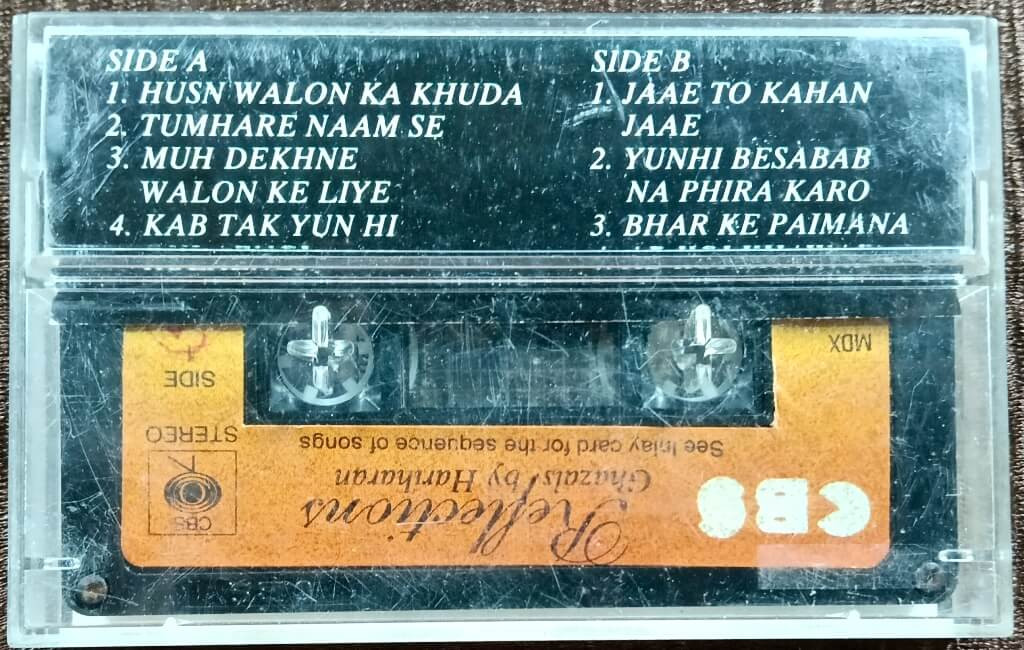 SIDE A
1. HUSN WALON KA KHUDA
2. TUMHARE NAAM SE
3. MUH DEKHNE
WALON KE LIYE
4. KAB TAK YUN HI
SIDE B
1. JAAE TO KAHAN
JAAE
2. YUNHI BESABAB
NA PHIRA KARO
3. BHAR KE PAIMANA
CBS
Reflections
Ghazals by Hariharan
See Inlay card for the sequence of songs
CBS
STEREO
SIDE
MDX